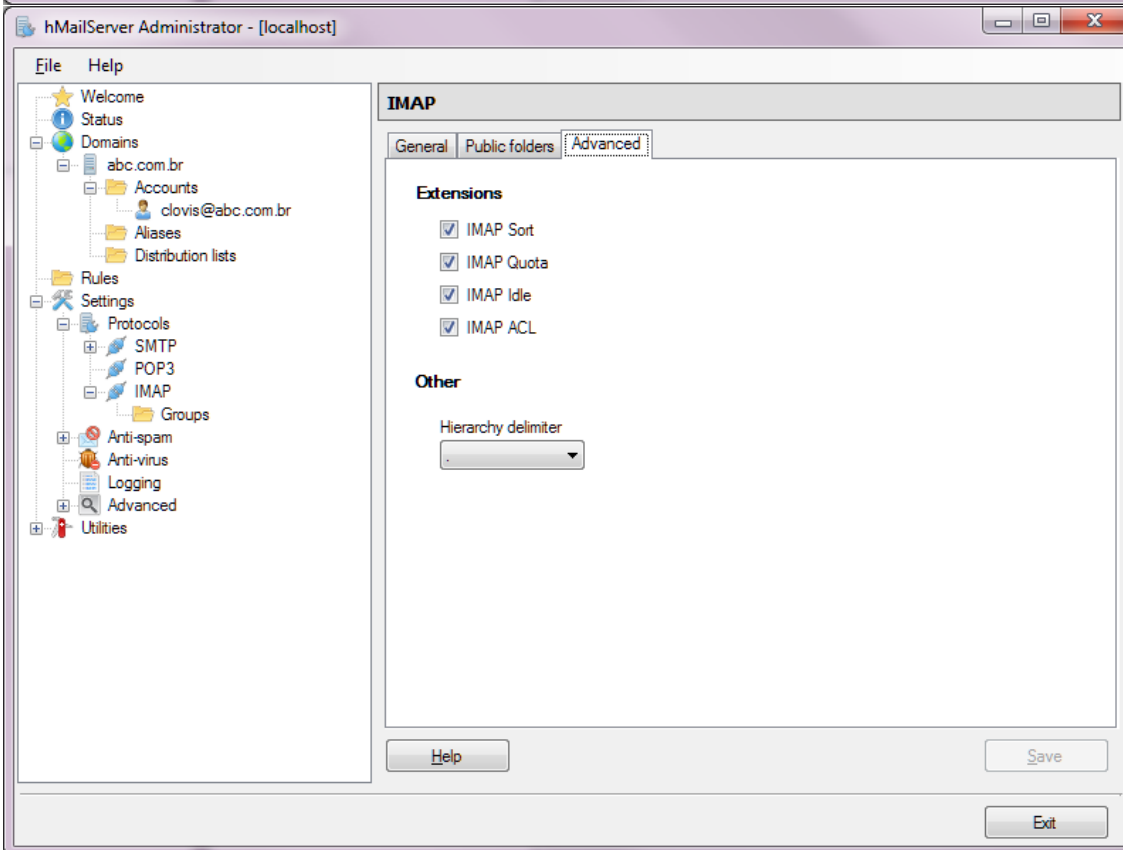 hMailServer Administrator - [localhost]
File Help
Welcome
Status
Domains
abc.com.br
Accounts
clovis@abc.com.br
Aliases
Distribution lists
Rules
Settings
Protocols
SMTP
POP3
IMAP
Groups
Anti-spam
Anti-virus
Logging
Advanced
Utilities
IMAP
General Public folders Advanced
Extensions
IMAP Sort
IMAP Quota
IMAP Idle
IMAP ACL
Other
Hierarchy delimiter
.
Help
Save
Exit